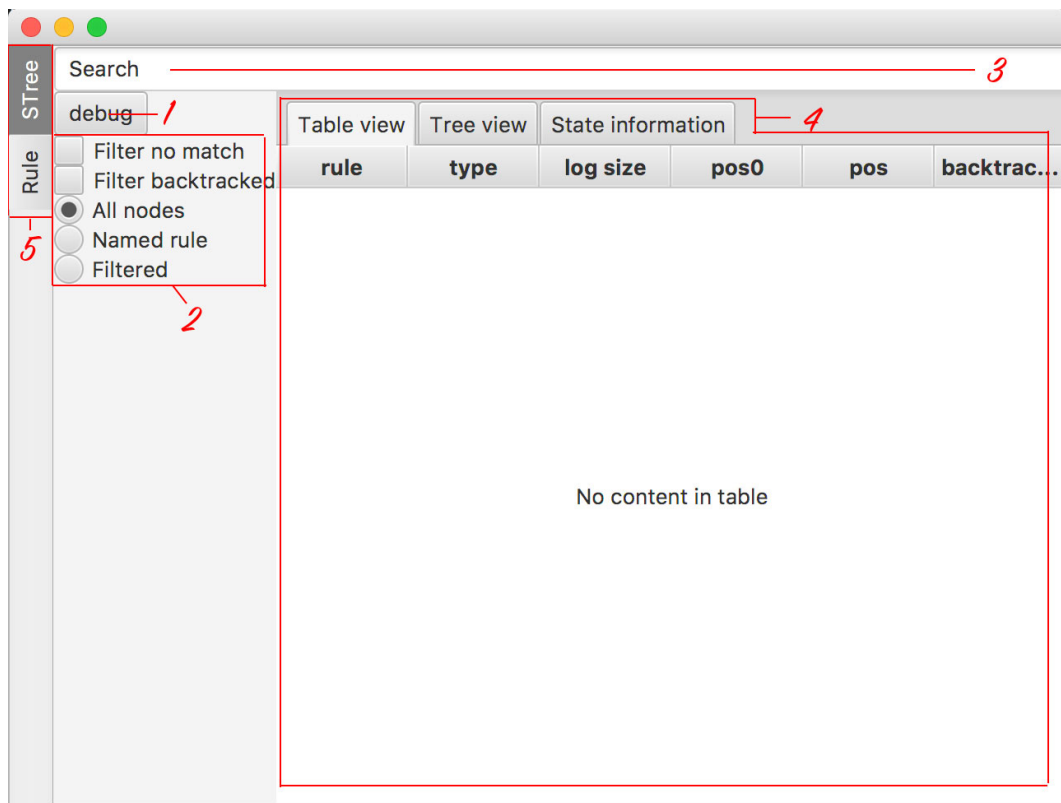 STree
Rule
Search
3
debug
1
Table view Tree view State information
4
Filter no match
Filter backtracked
All nodes
Named rule
Filtered
5
2
rule type log size pos0 pos backtrac...
No content in table